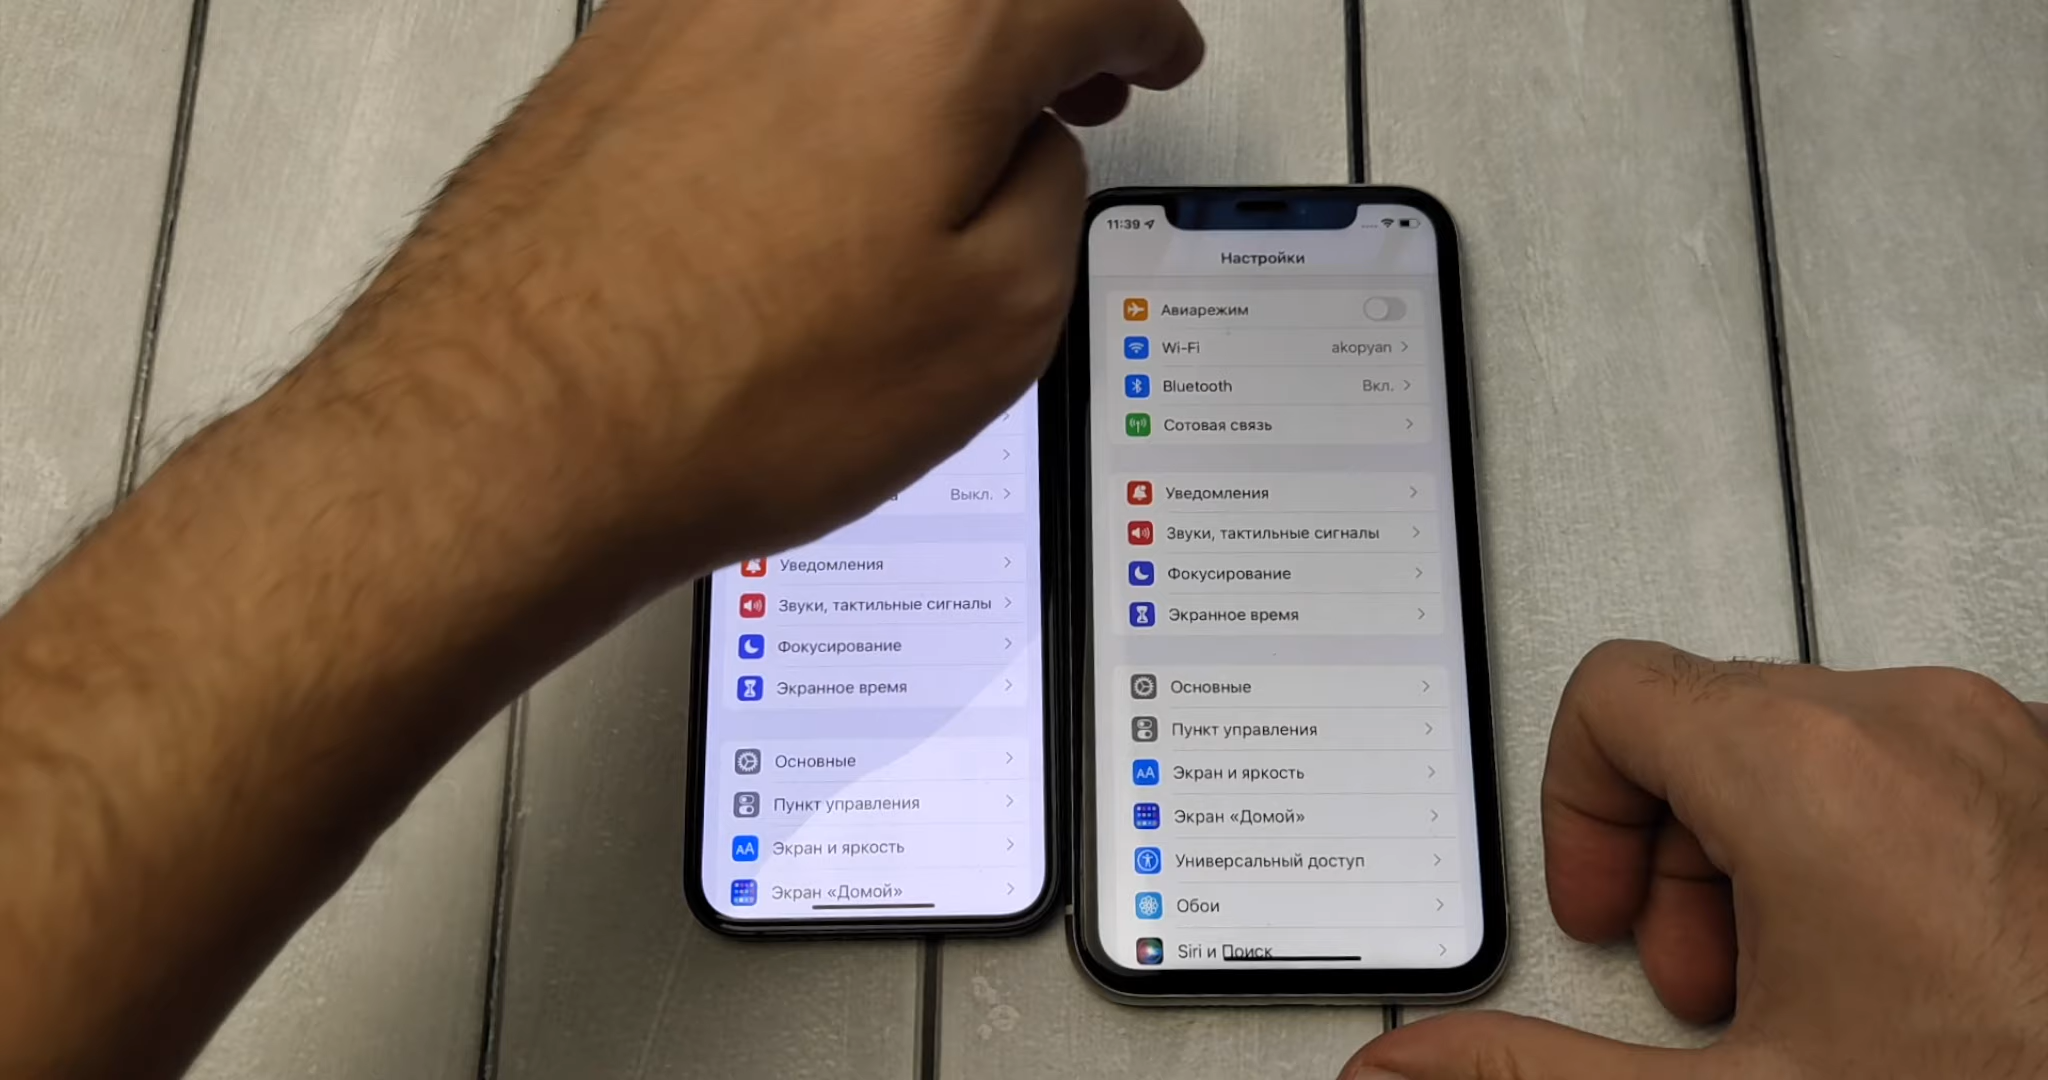 Выкл.
Уведомления
Звуки, тактильные сигналы
Фокусирование
Экранное время
Основные
Пункт управления
Экран и яркость
Экран «Домой»
11:39
Настройки
Авиарежим
Wi-Fi akopyan
Bluetooth Вкл.
Сотовая связь
Уведомления
Звуки, тактильные сигналы
Фокусирование
Экранное время
Основные
Пункт управления
Экран и яркость
Экран «Домой»
Универсальный доступ
Обои
Siri и Поиск